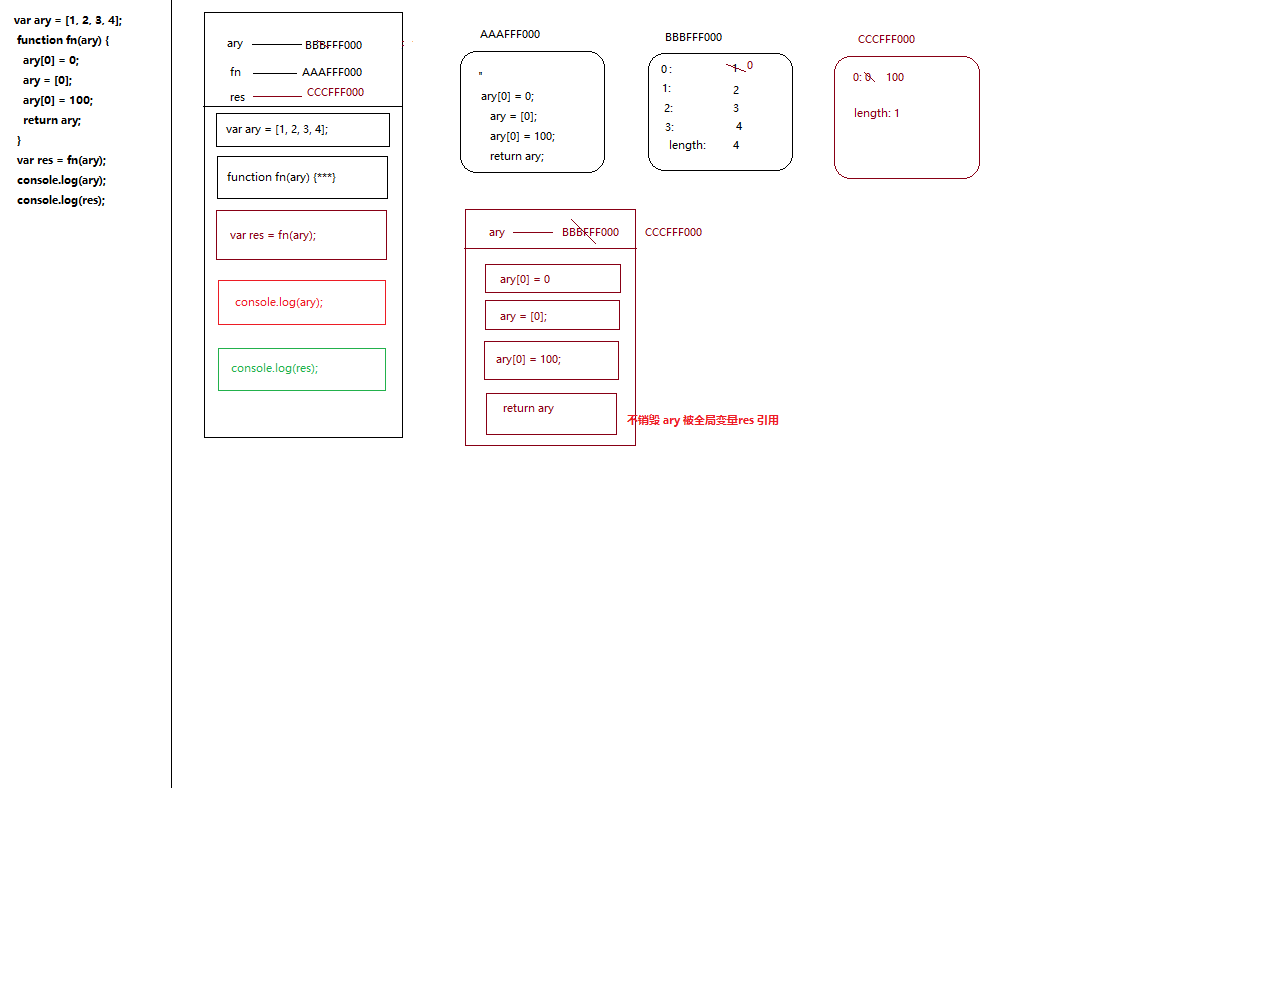 var ary = [1, 2, 3, 4];
function fn(ary) {
ary[0] = 0;
ary = [0];
ary[0] = 100;
return ary;
}
var res = fn(ary);
console.log(ary);
console.log(res);
ary BBBFFF000
fn AAAFFF000
res CCCFFF000
var ary = [1, 2, 3, 4];
function fn(ary) {***}
var res = fn(ary);
console.log(ary);
console.log(res);
AAAFFF000
"
ary[0] = 0;
ary = [0];
ary[0] = 100;
return ary;
BBBFFF000
0: 1 0
1: 2
2: 3
3: 4
length: 4
CCCFFF000
0: 0 100
length: 1
ary BBBFFF000 CCCFFF000
ary[0] = 0
ary = [0];
ary[0] = 100;
return ary
不销毁 ary 被全局变量res 引用